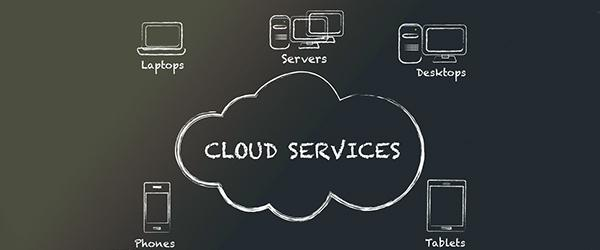 Laptops
Servers
Desktops
CLOUD SERVICES
Phones
Tablets